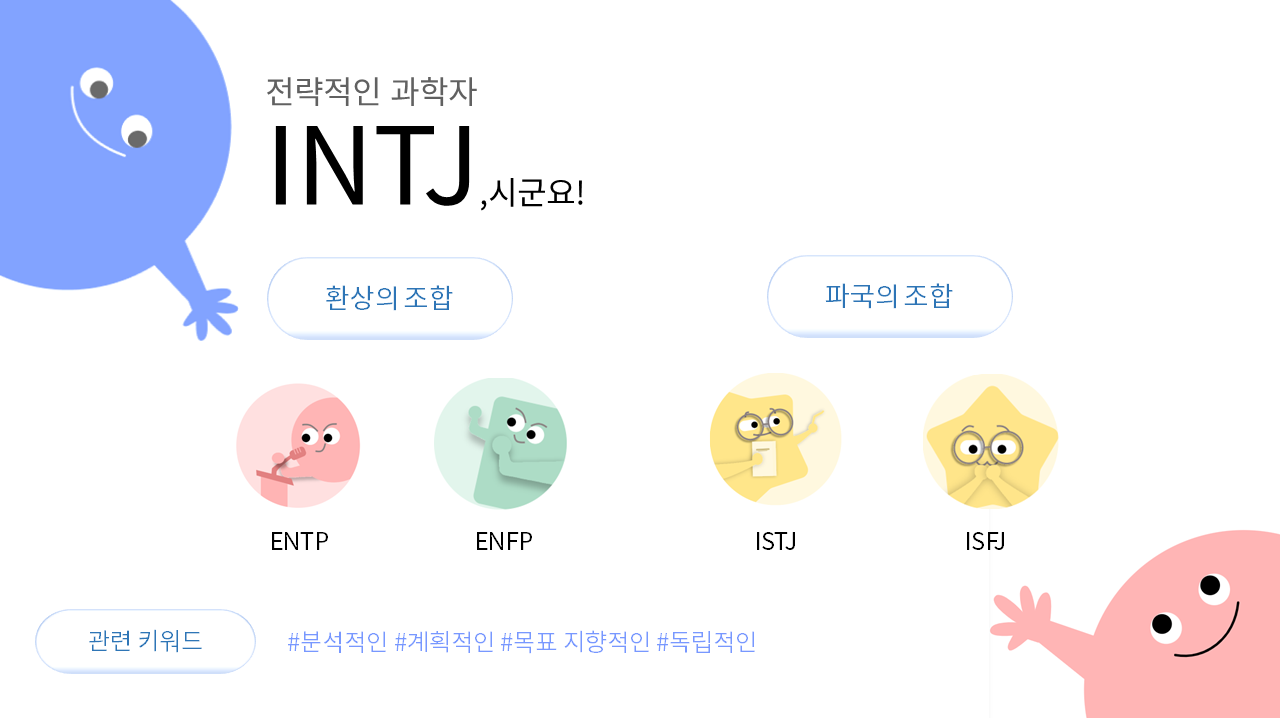 전략적인 과학자
INTJ ,시군요!
환상의 조합
파국의 조합
ENTP
ENFP
ISTJ
ISFJ
관련 키워드
#분석적인 #계획적인 #목표 지향적인 #독립적인